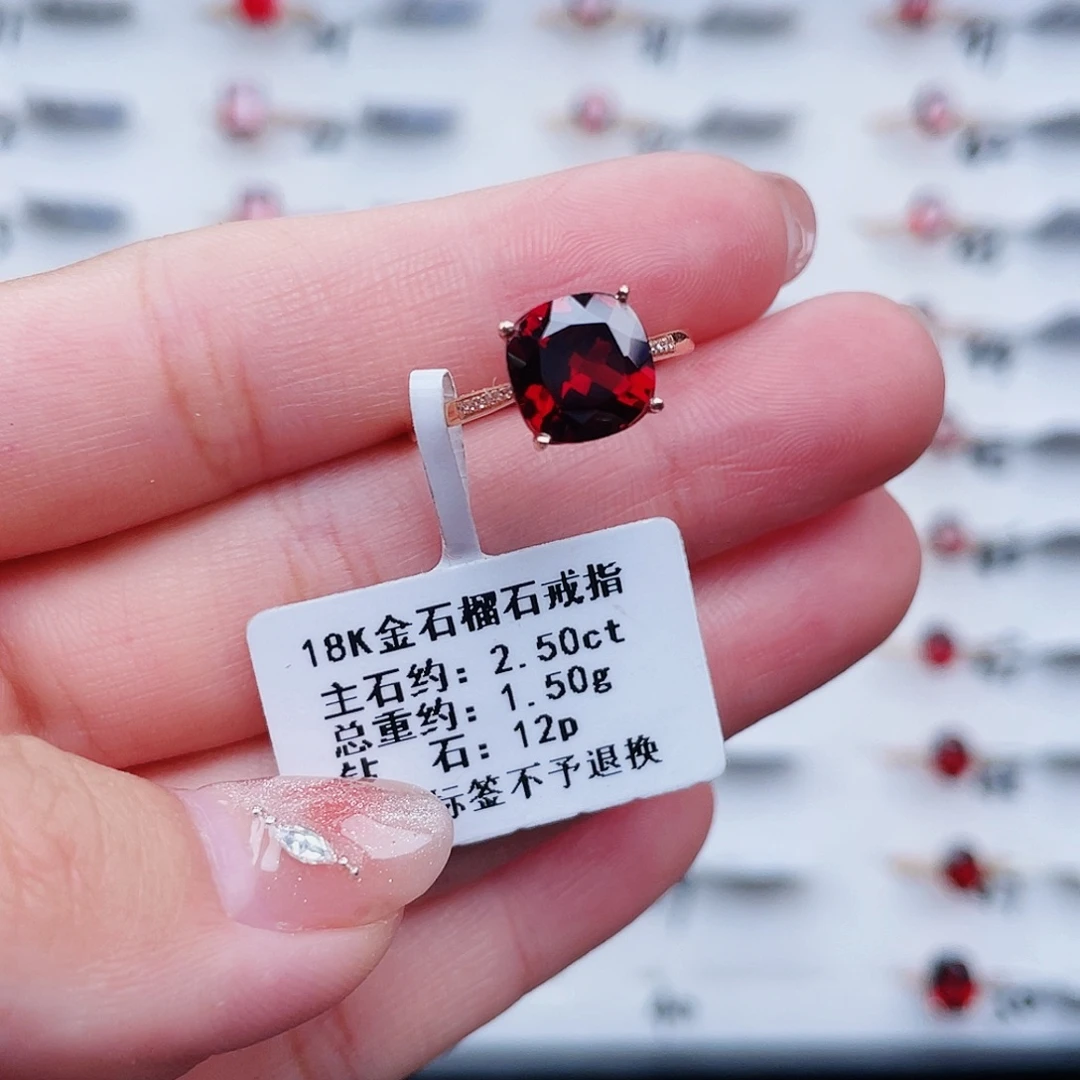 18K金石榴石戒指
主石约：2.50ct
总重约：1.50g
钻 石：12p
标签不予退换